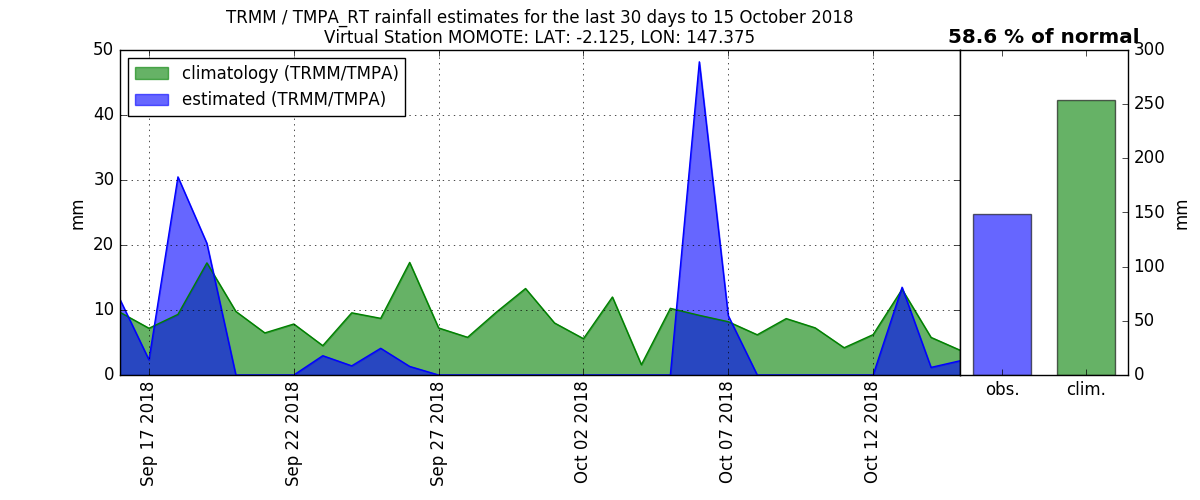 TRMM / TMPA_RT rainfall estimates for the last 30 days to 15 October 2018
Virtual Station MOMOTE: LAT: -2.125, LON: 147.375
58.6 % of normal
climatology (TRMM/TMPA)
estimated (TRMM/TMPA)
mm
50
40
30
20
10
0
Sep 17 2018
Sep 22 2018
Sep 27 2018
Oct 02 2018
Oct 07 2018
Oct 12 2018
obs.
clim.
300
250
200
150
100
50
0
mm